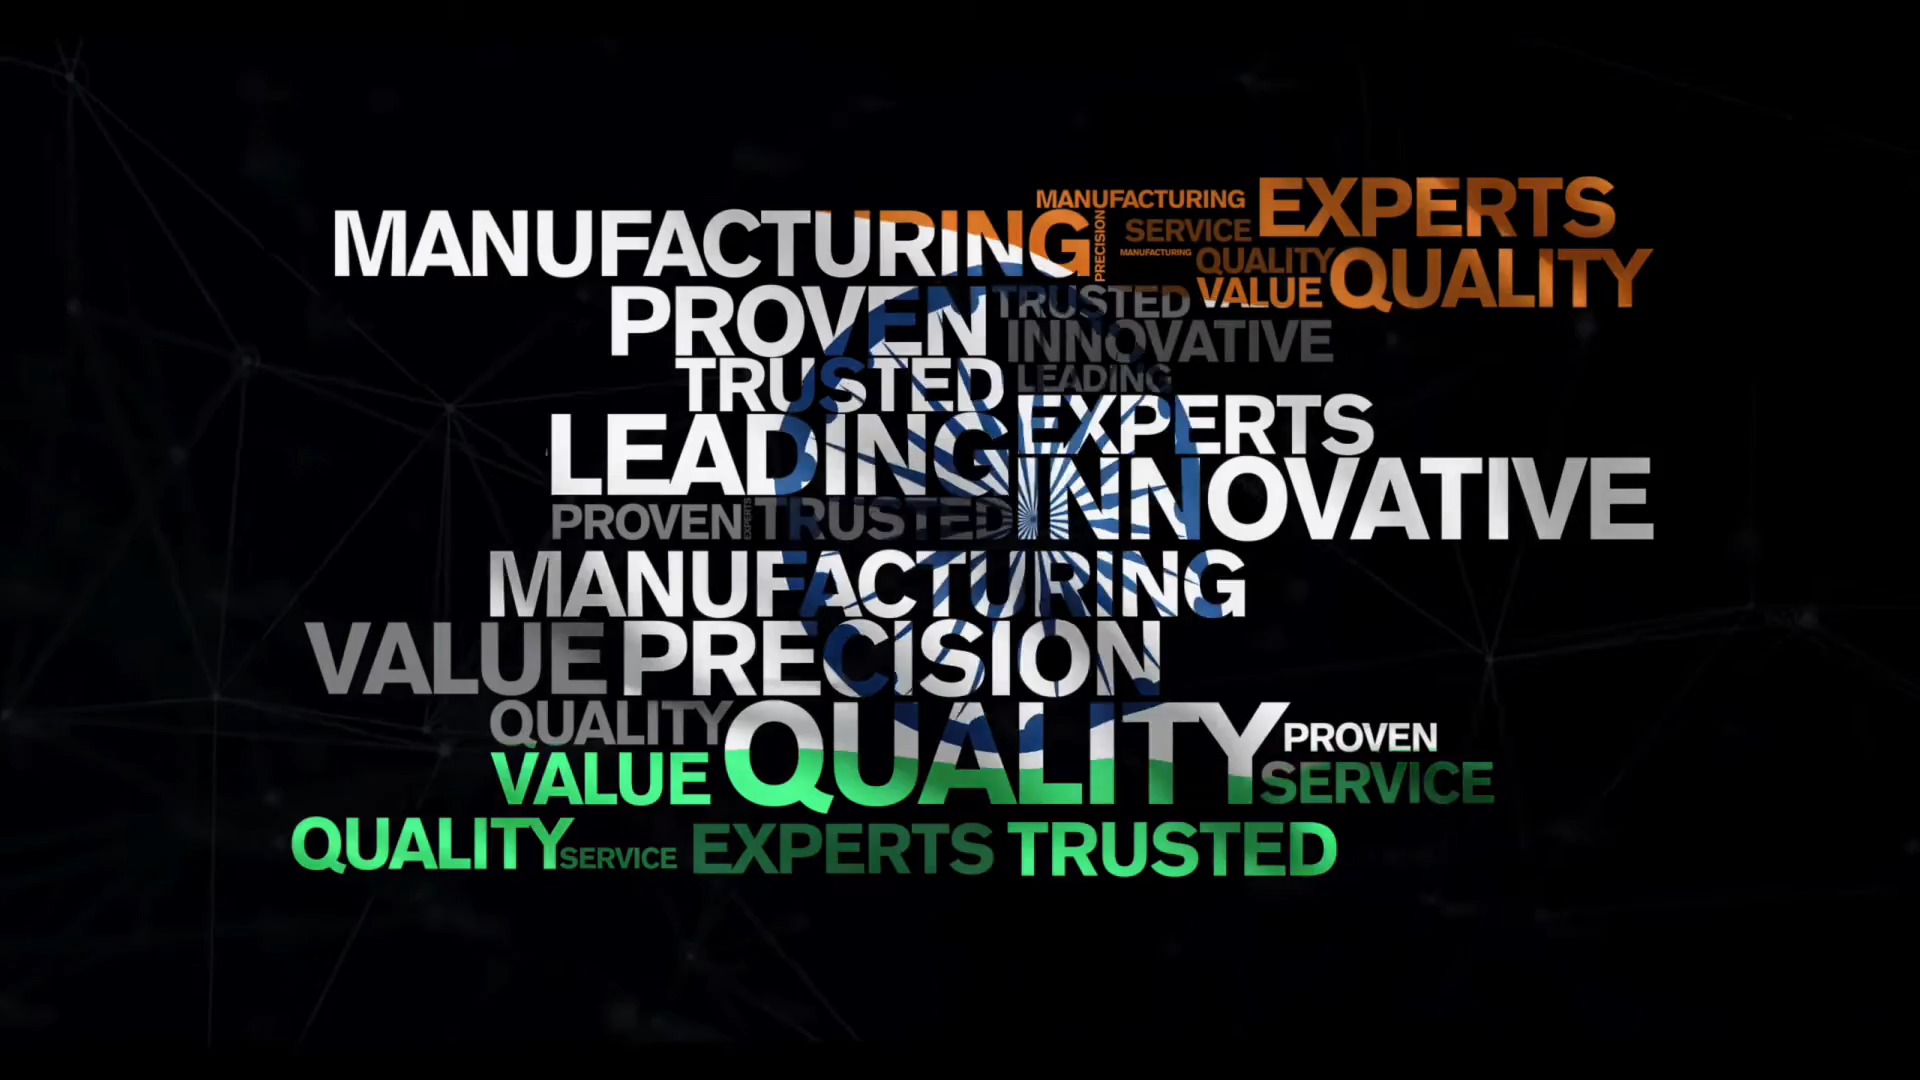 MANUFACTURING EXPERTS
MANUFACTURING PRECISION SERVICE
MANUFACTURING QUALITY QUALITY
PROVEN TRUSTED VALUE
INNOVATIVE
TRUSTED LEADING
LEADING EXPERTS
PROVEN EXPERTS TRUSTED INNOVATIVE
MANUFACTURING
VALUE PRECISION
QUALITY QUALITY PROVEN
VALUE SERVICE
QUALITY SERVICE EXPERTS TRUSTED